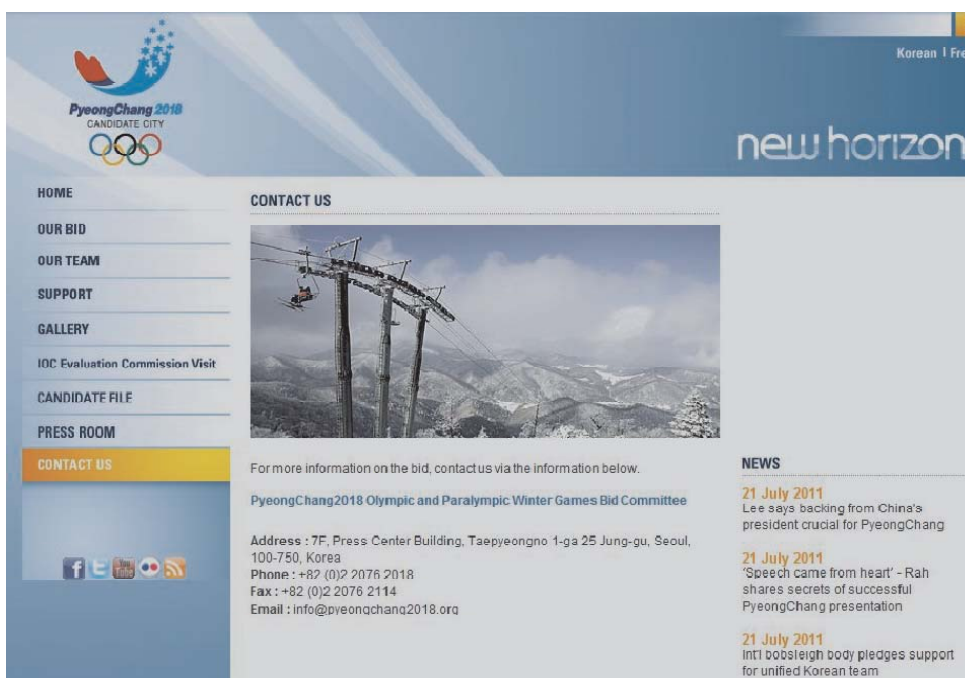 PyeongChang 2018
CANDIDATE CITY
Korean | Fre
new horizon
HOME
OUR BID
OUR TEAM
SUPPORT
GALLERY
IOC Evaluation Commission Visit
CANDIDATE FILE
PRESS ROOM
CONTACT US
CONTACT US
For more information on the bid, contact us via the information below.
PyeongChang2018 Olympic and Paralympic Winter Games Bid Committee
Address : 7F, Press Center Building, Taepyeongno 1-ga 25 Jung-gu, Seoul,
100-750, Korea
Phone : +82 (0)2 2076 2018
Fax : +82 (0)2 2076 2114
Email : info@pyeongchang2018.org
NEWS
21 July 2011
Lee says backing from China's
president crucial for PyeongChang
21 July 2011
'Speech came from heart' - Rah
shares secrets of successful
PyeongChang presentation
21 July 2011
Int'l bobsleigh body pledges support
for unified Korean team